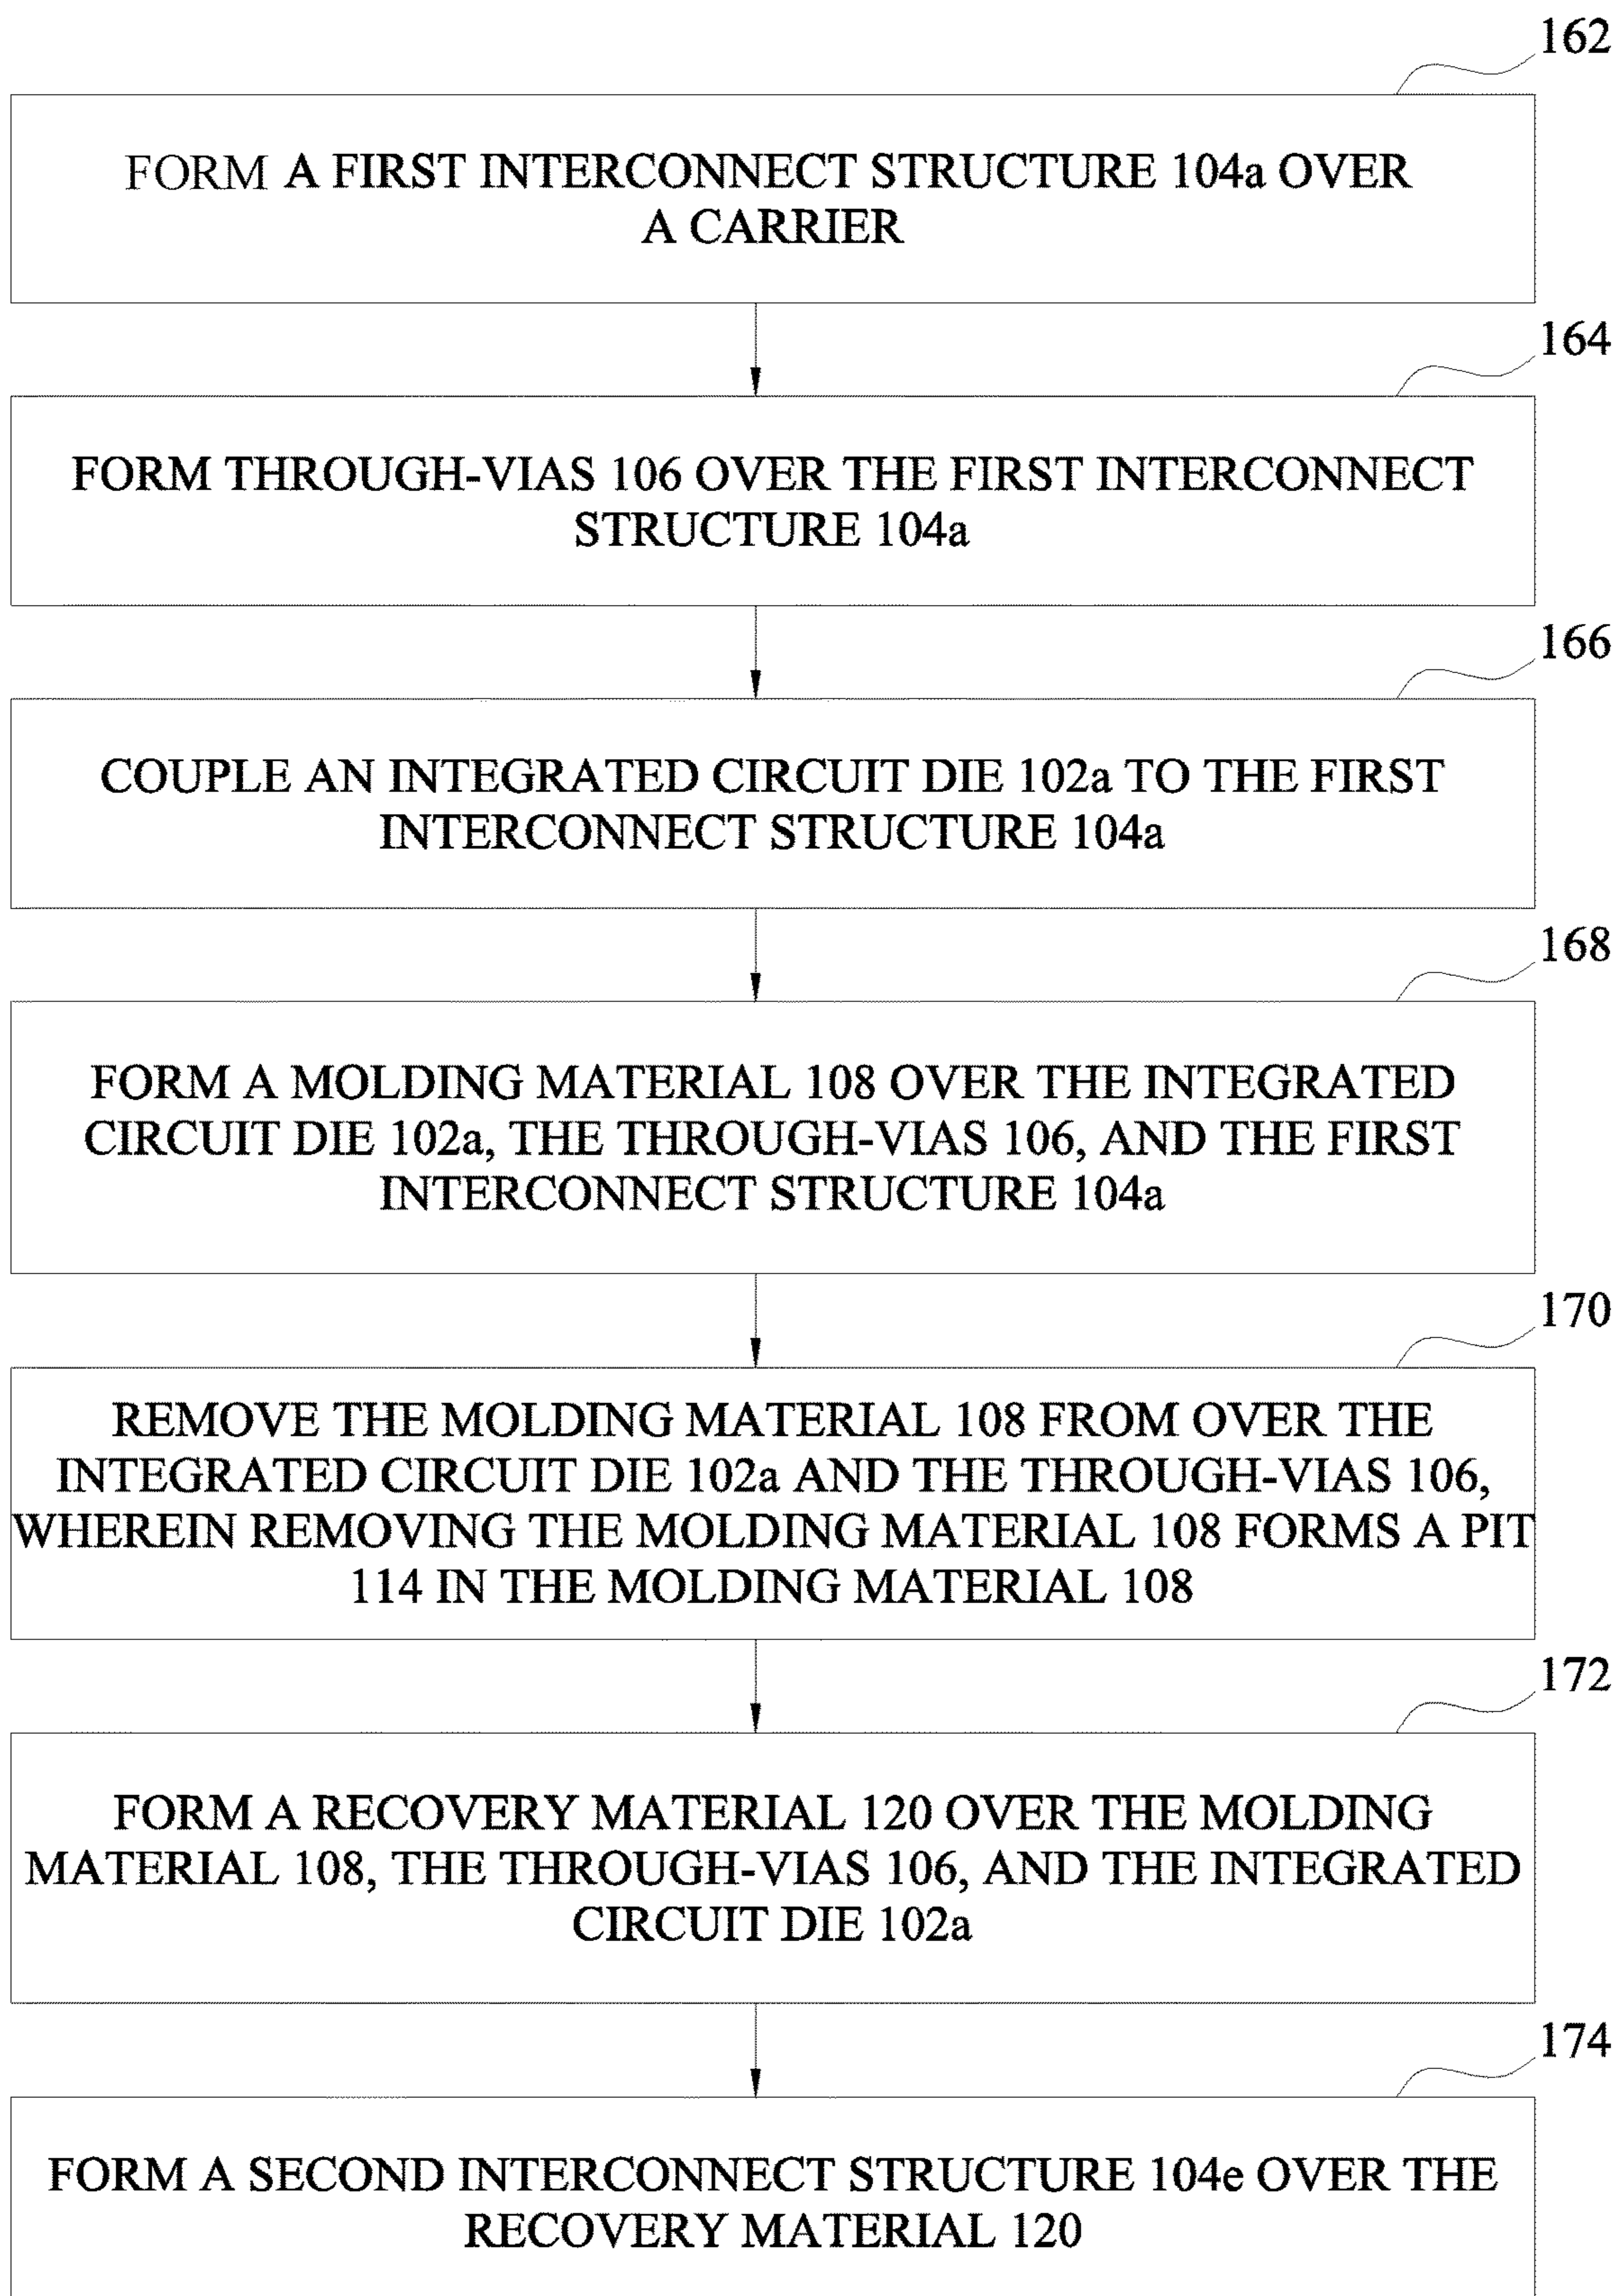 162
FORM A FIRST INTERCONNECT STRUCTURE 104a OVER
A CARRIER
164
FORM THROUGH-VIAS 106 OVER THE FIRST INTERCONNECT
STRUCTURE 104a
166
COUPLE AN INTEGRATED CIRCUIT DIE 102a TO THE FIRST
INTERCONNECT STRUCTURE 104a
168
FORM A MOLDING MATERIAL 108 OVER THE INTEGRATED
CIRCUIT DIE 102a, THE THROUGH-VIAS 106, AND THE FIRST
INTERCONNECT STRUCTURE 104a
170
REMOVE THE MOLDING MATERIAL 108 FROM OVER THE
INTEGRATED CIRCUIT DIE 102a AND THE THROUGH-VIAS 106,
WHEREIN REMOVING THE MOLDING MATERIAL 108 FORMS A PIT
114 IN THE MOLDING MATERIAL 108
172
FORM A RECOVERY MATERIAL 120 OVER THE MOLDING
MATERIAL 108, THE THROUGH-VIAS 106, AND THE INTEGRATED
CIRCUIT DIE 102a
174
FORM A SECOND INTERCONNECT STRUCTURE 104e OVER THE
RECOVERY MATERIAL 120